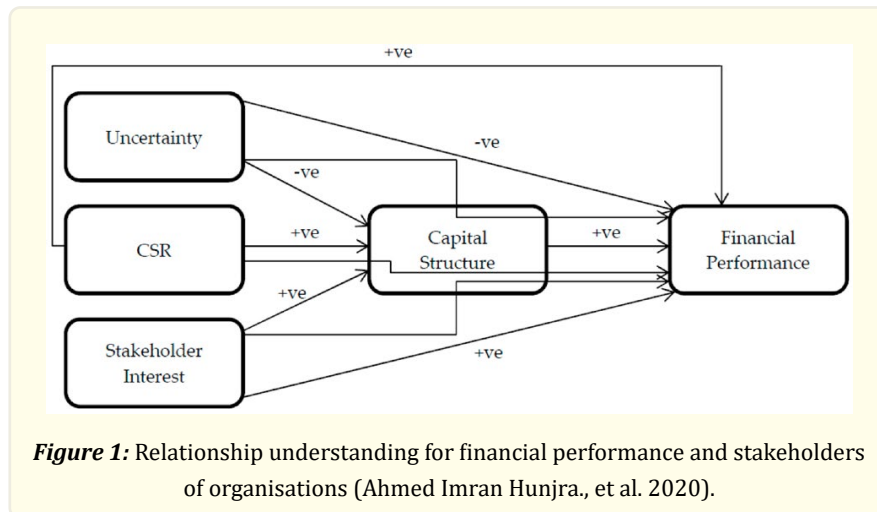 +ve
Uncertainty
-ve
-ve
CSR
+ve
Capital
Structure
+ve
Financial
Performance
+ve
Stakeholder
Interest
+ve
Figure 1: Relationship understanding for financial performance and stakeholders
of organisations (Ahmed Imran Hunjra., et al. 2020).